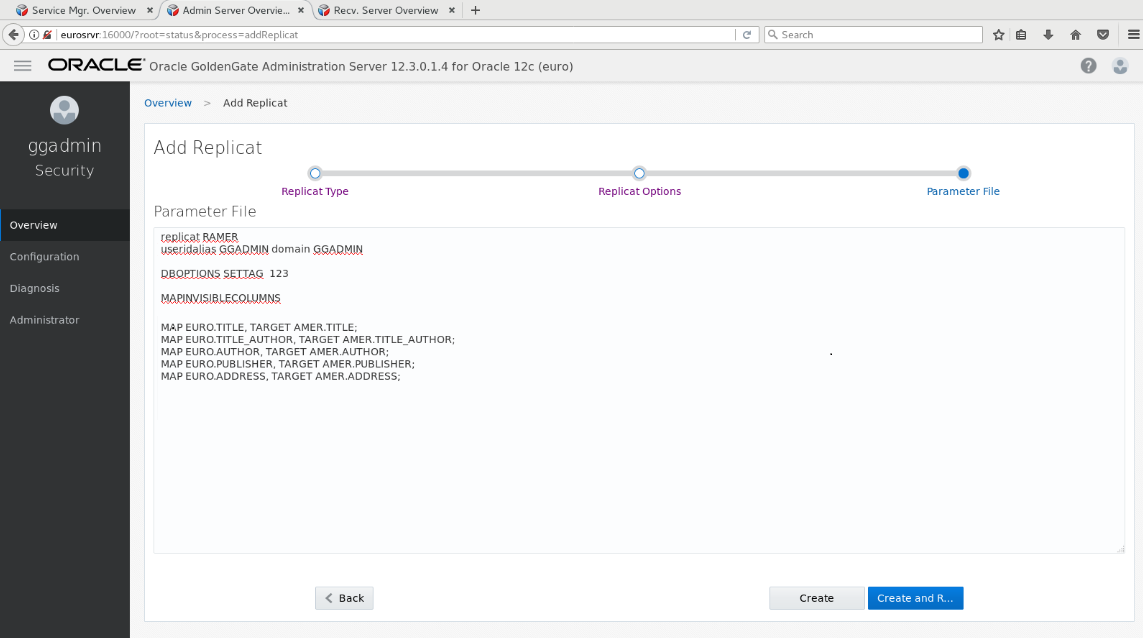 Service Mgr. Overview
Admin Server Overvie...
Recv. Server Overview
eurosrvr:16000/?root=status&process=addReplicat
Search
ORACLE Oracle GoldenGate Administration Server 12.3.0.1.4 for Oracle 12c (euro)
ggadmin
Security
Overview
Configuration
Diagnosis
Administrator
Overview > Add Replicat
Add Replicat
Replicat Type
Replicat Options
Parameter File
Parameter File
replicat RAMER
useridalias GGADMIN domain GGADMIN
DBOPTIONS SETTAG  123
MAPINVISIBLECOLUMNS
MAP EURO.TITLE, TARGET AMER.TITLE;
MAP EURO.TITLE_AUTHOR, TARGET AMER.TITLE_AUTHOR;
MAP EURO.AUTHOR, TARGET AMER.AUTHOR;
MAP EURO.PUBLISHER, TARGET AMER.PUBLISHER;
MAP EURO.ADDRESS, TARGET AMER.ADDRESS;
Back
Create
Create and R...